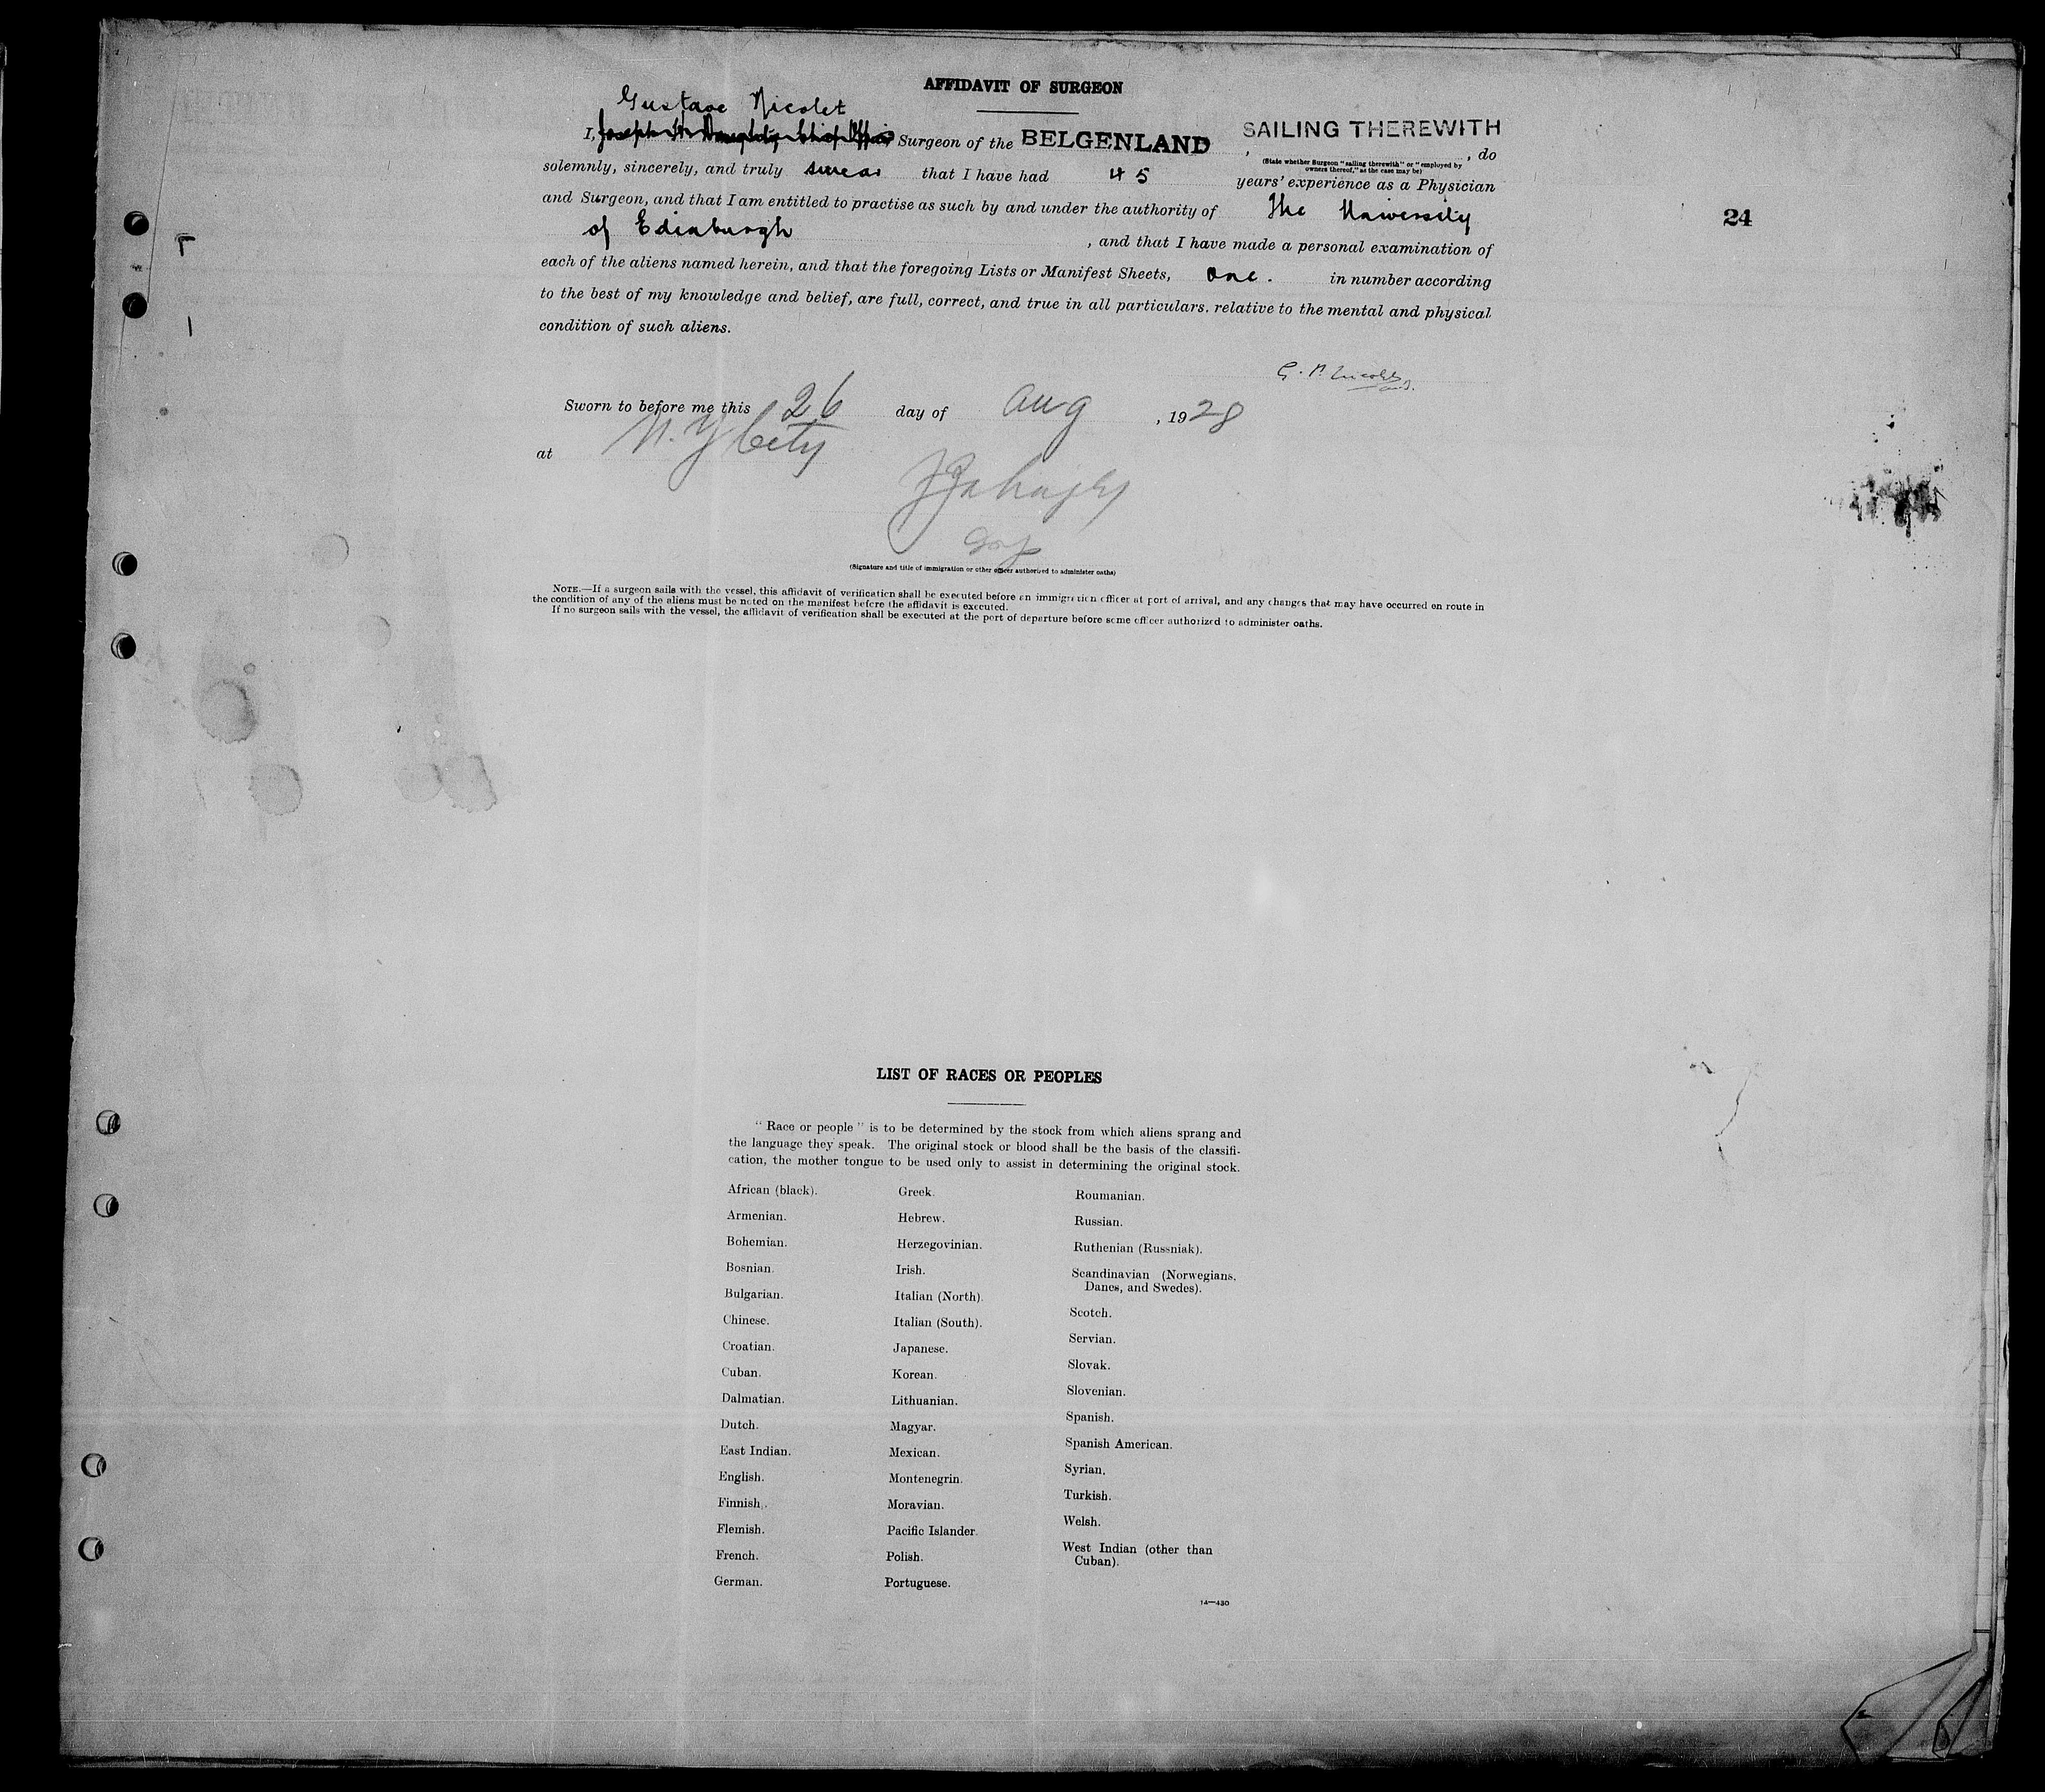 AFFIDAVIT OF SURGEON
Gustave Nicolet
I, Joseph Surgeon of the BELGENLAND , SAILING THEREWITH , do
(State whether Surgeon "sailing therewith" or "employed by
owners thereof," as the case may be)
solemnly, sincerely, and truly swear that I have had 45 years' experience as a Physician
and Surgeon, and that I am entitled to practise as such by and under the authority of The University
of Edinburgh , and that I have made a personal examination of
24
each of the aliens named herein, and that the foregoing Lists or Manifest Sheets, one. in number according
to the best of my knowledge and belief, are full, correct, and true in all particulars, relative to the mental and physical
condition of such aliens.
Sworn to before me this 26 day of Aug , 1928
at N.Y City
(Signature and title of immigration or other officer authorized to administer oaths)
NOTE.—If a surgeon sails with the vessel, this affidavit of verification shall be executed before an immigration officer at port of arrival, and any changes that may have occurred en route in
the condition of any of the aliens must be noted on the manifest before the affidavit is executed.
If no surgeon sails with the vessel, the affidavit of verification shall be executed at the port of departure before some officer authorized to administer oaths.
LIST OF RACES OR PEOPLES
"Race or people" is to be determined by the stock from which aliens sprang and
the language they speak. The original stock or blood shall be the basis of the classifi-
cation, the mother tongue to be used only to assist in determining the original stock.
African (black).
Armenian.
Bohemian.
Bosnian.
Bulgarian.
Chinese.
Croatian.
Cuban.
Dalmatian.
Dutch.
East Indian.
English.
Finnish.
Flemish.
French.
German.
Greek.
Hebrew.
Herzegovinian.
Irish.
Italian (North).
Italian (South).
Japanese.
Korean.
Lithuanian.
Magyar.
Mexican.
Montenegrin.
Moravian.
Pacific Islander.
Polish.
Portuguese.
Roumanian.
Russian.
Ruthenian (Russniak).
Scandinavian (Norwegians,
Danes, and Swedes).
Scotch.
Servian.
Slovak.
Slovenian.
Spanish.
Spanish American.
Syrian.
Turkish.
Welsh.
West Indian (other than
Cuban).
14—430